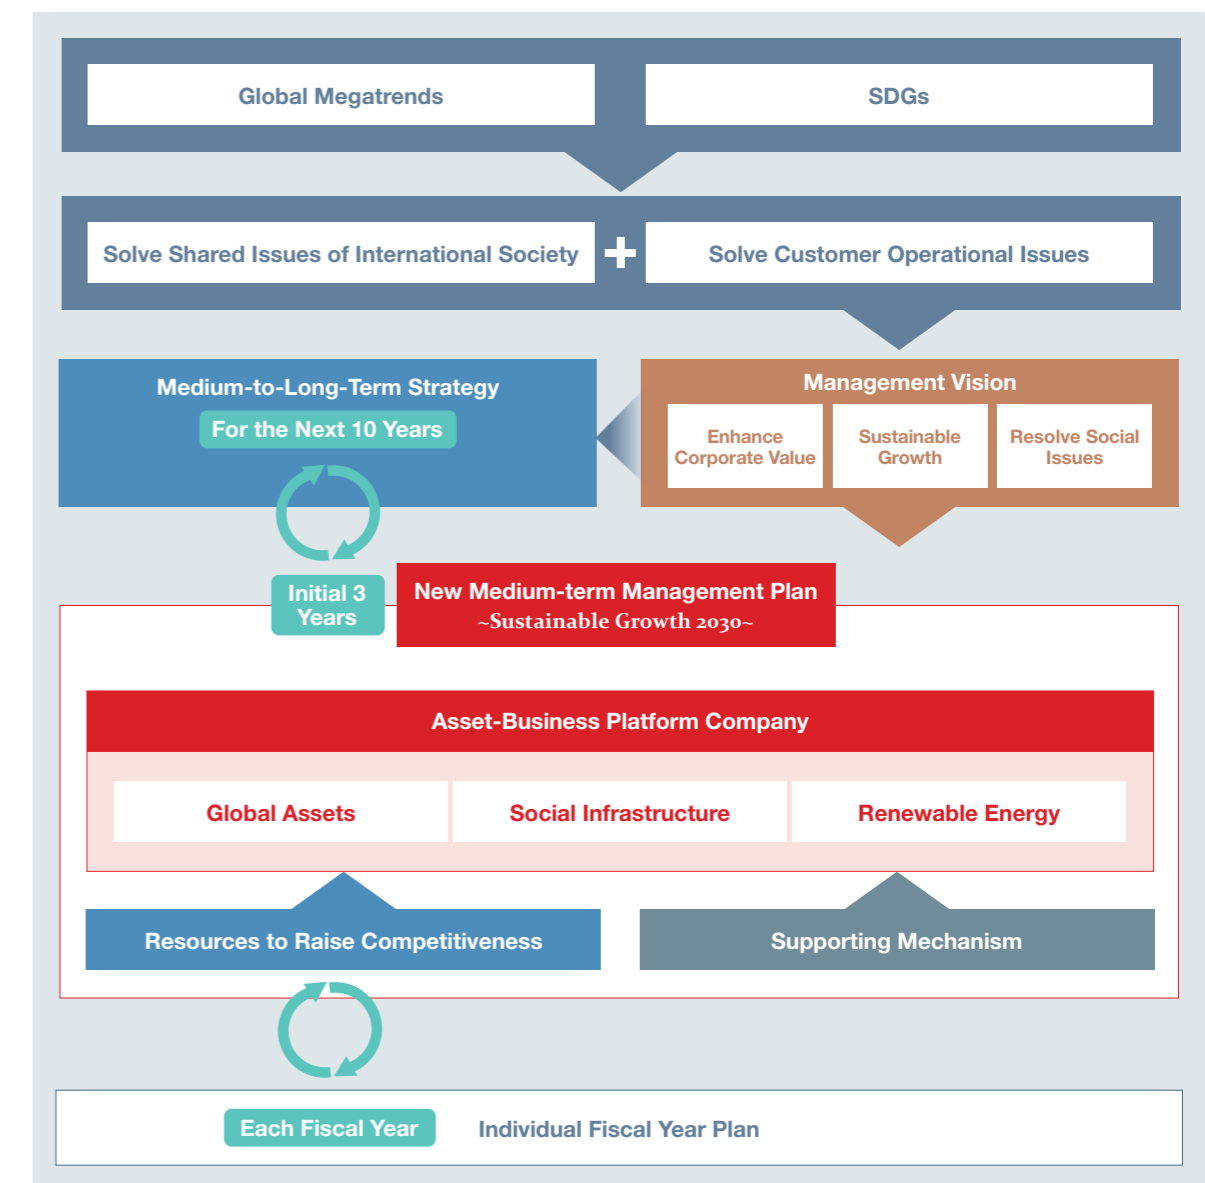 Global Megatrends
SDGs
Solve Shared Issues of International Society
+
Solve Customer Operational Issues
Medium-to-Long-Term Strategy
For the Next 10 Years
Management Vision
Enhance
Corporate Value
Sustainable
Growth
Resolve Social
Issues
Initial 3
Years
New Medium-term Management Plan
~Sustainable Growth 2030~
Asset-Business Platform Company
Global Assets
Social Infrastructure
Renewable Energy
Resources to Raise Competitiveness
Supporting Mechanism
Each Fiscal Year
Individual Fiscal Year Plan